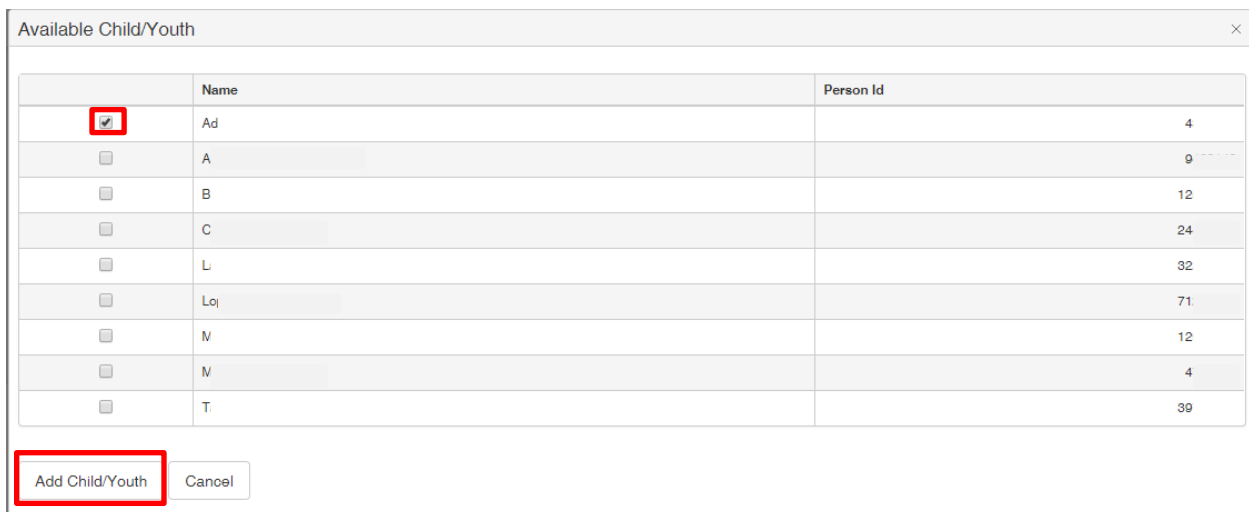 Available Child/Youth
Name Person Id
Ad 4
A 9
B 12
C 24
L 32
Lo 71
M 12
M 4
T 39
Add Child/Youth Cancel